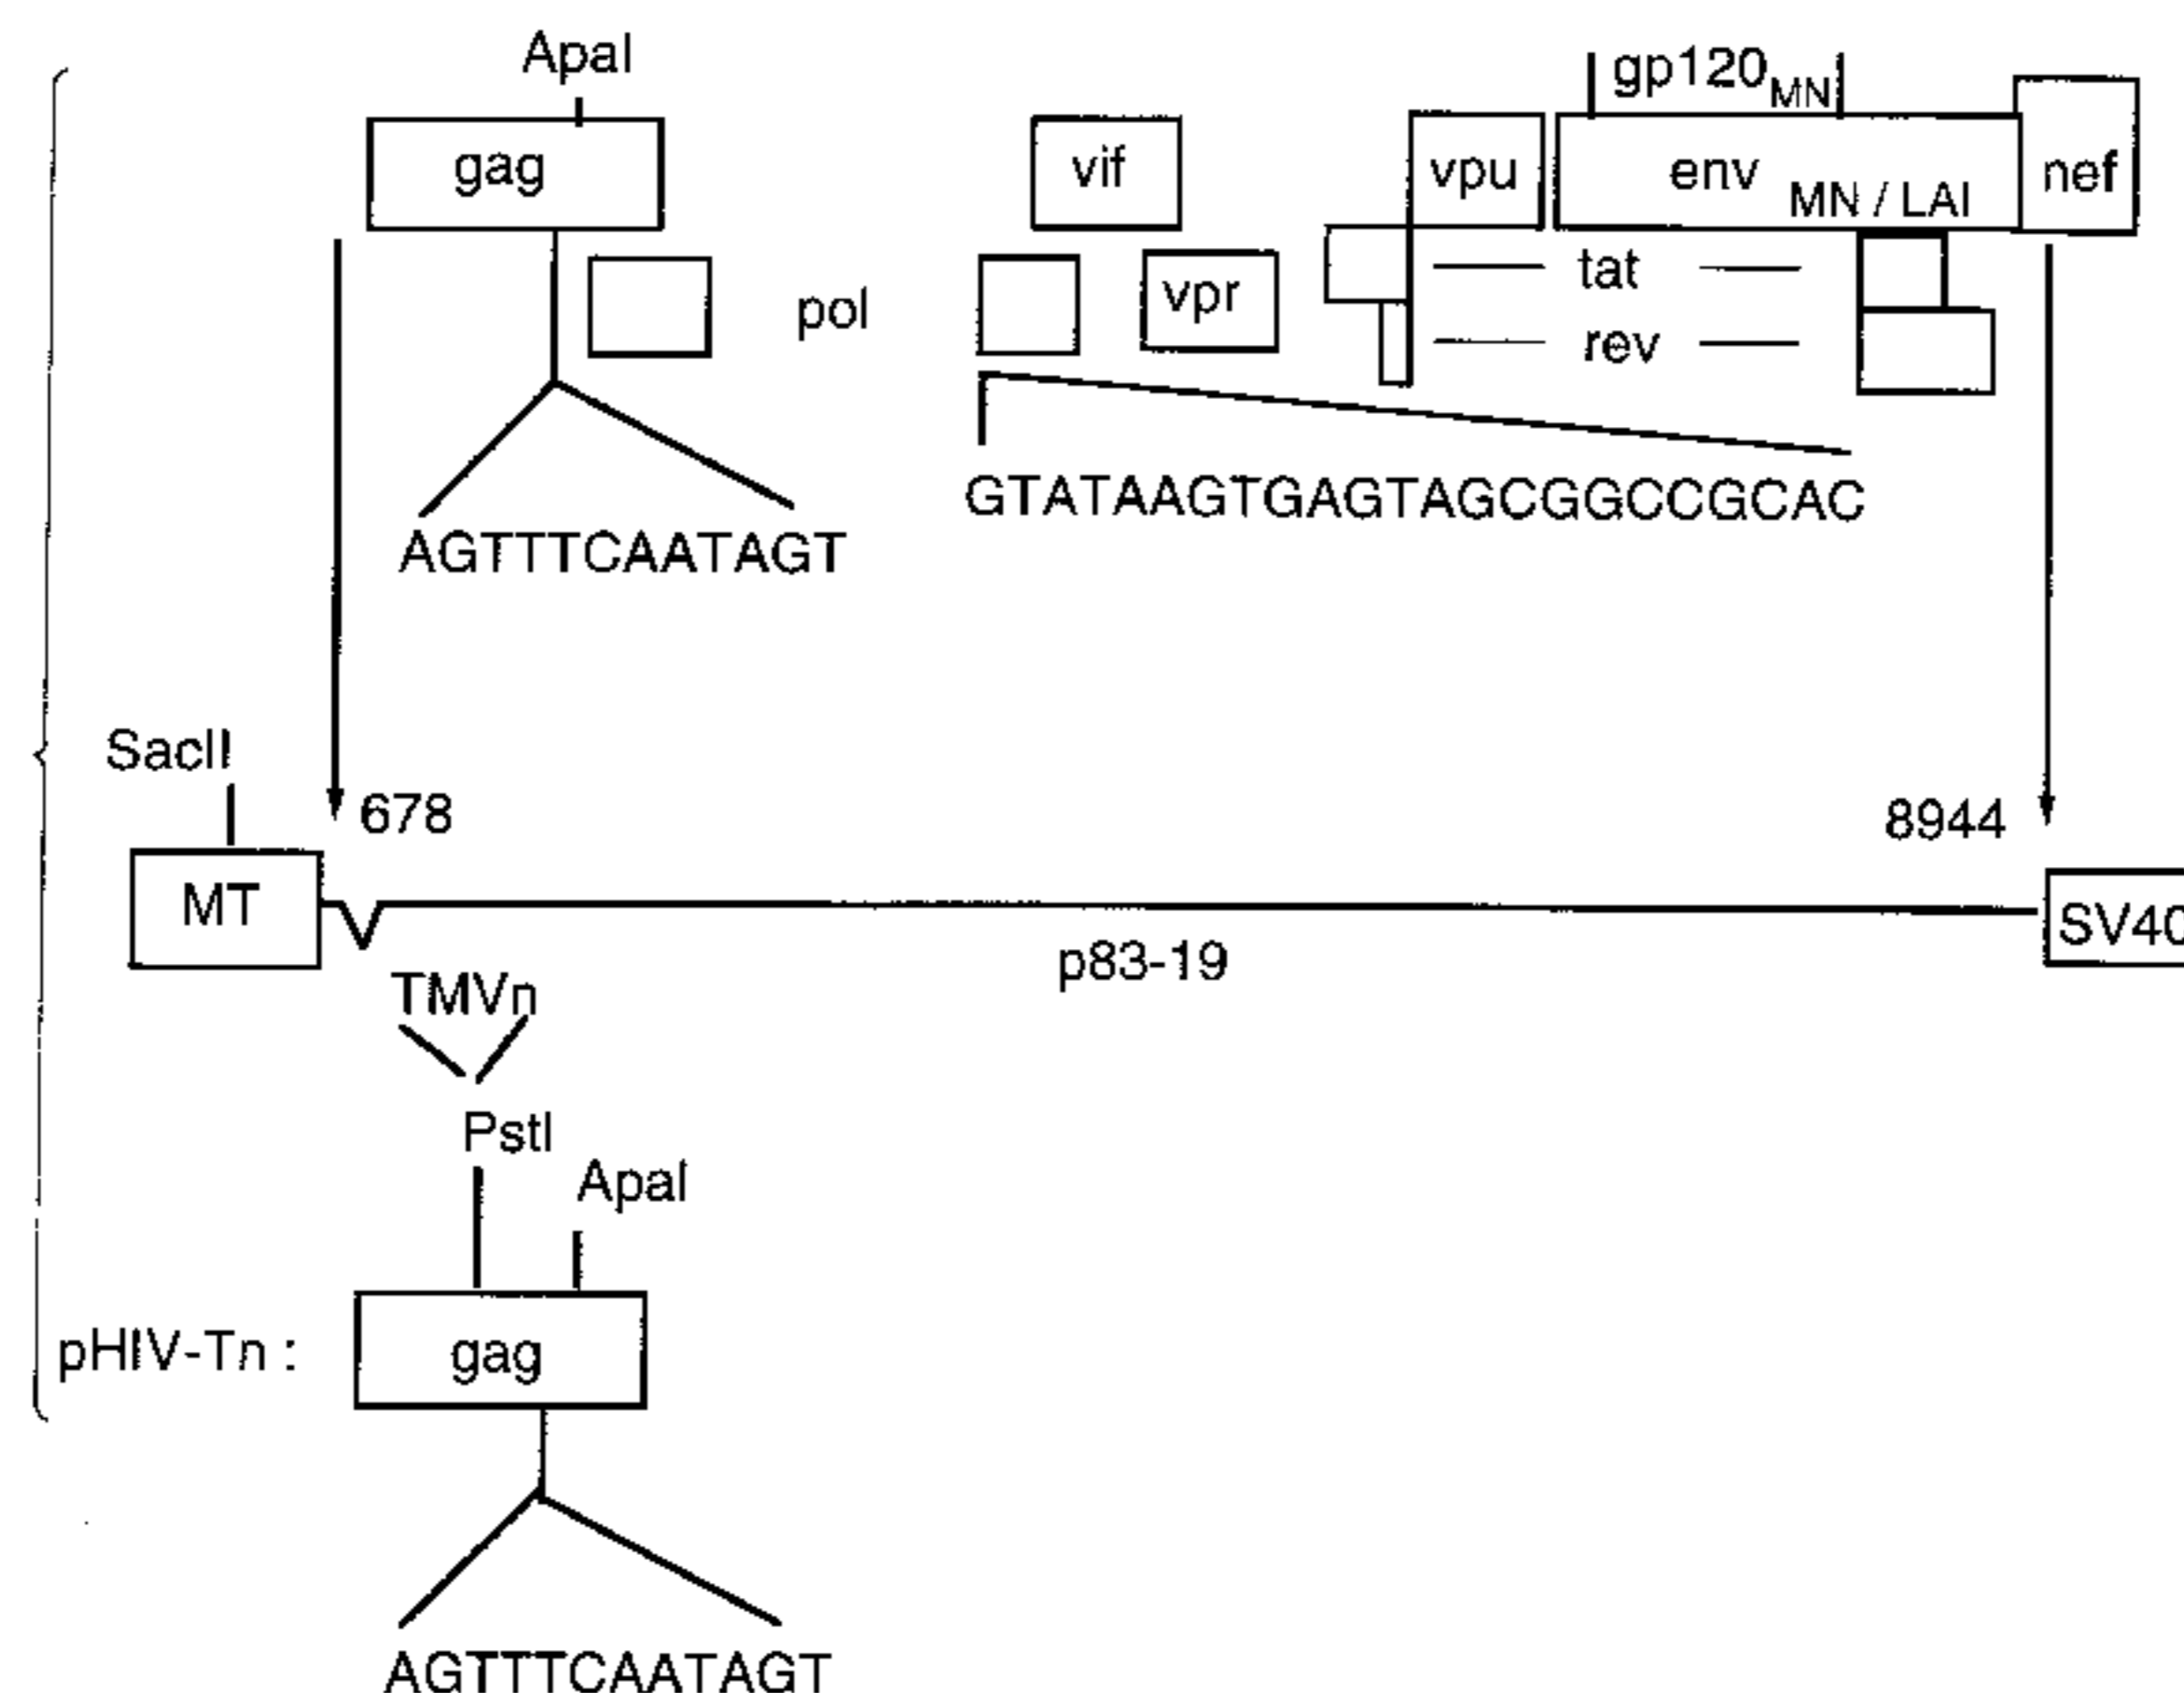 ApaI
gp120MN
gag
vif
vpu
env
MN / LAI
nef
pol
vpr
tat
rev
AGTTTCAATAGT
GTATAAGTGAGTAGCGGCCGCAC
SacII
678
8944
MT
SV40
p83-19
TMVn
PstI
ApaI
pHIV-Tn :
gag
AGTTTCAATAGT